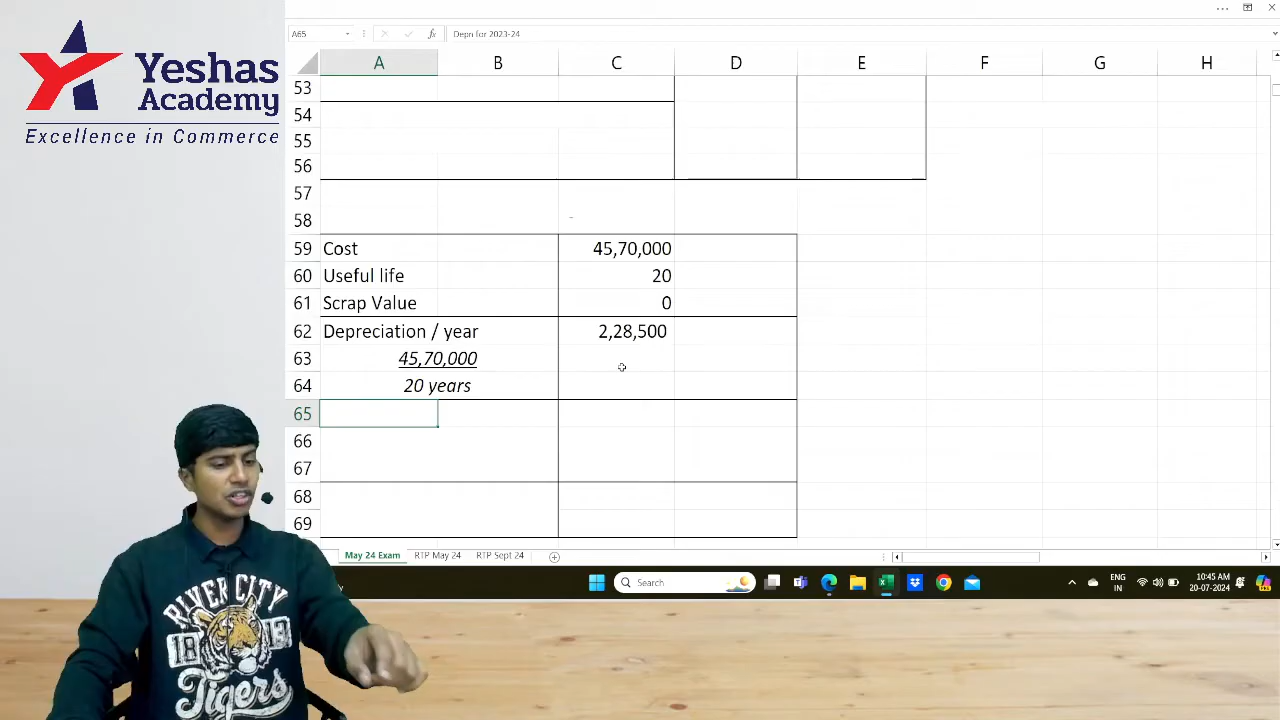 Yeshas
Academy
Excellence in Commerce
A65
Depn for 2023-24
A B C D E F G H
53
54
55
56
57
58
59 Cost 45,70,000
60 Useful life 20
61 Scrap Value 0
62 Depreciation / year 2,28,500
63 45,70,000
64 20 years
65
66
67
68
69
May 24 Exam RTP May 24 RTP Sept 24
Search
ENG
IN
10:45 AM
20-07-2024
RIVER CITY
18 13
Tigers